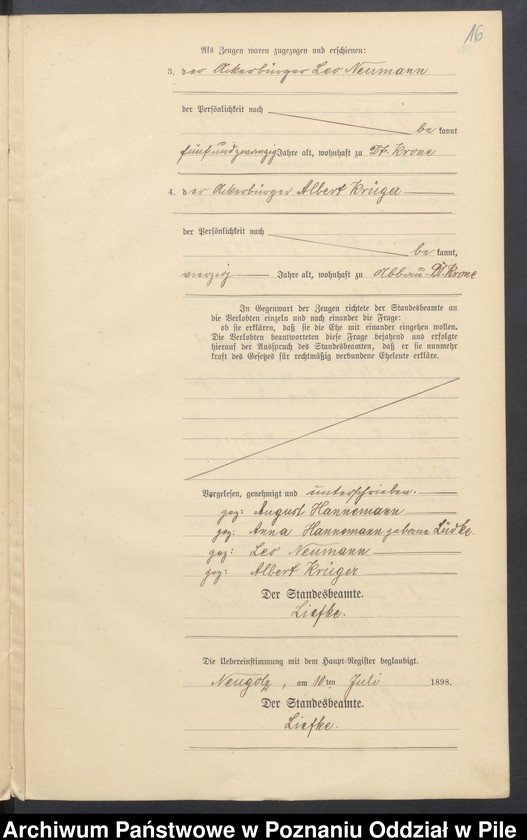 16
Als Zeugen waren zugezogen und erschienen:
3. der Ackerbürger Leo Neumann
der Persönlichkeit nach
be kannt
fünfundzwanzig Jahre alt, wohnhaft zu Dt. Krone
4. der Ackerbürger Albert Krüger
der Persönlichkeit nach
be kannt,
vierzig Jahre alt, wohnhaft zu Abbau-Dt. Krone
In Gegenwart der Zeugen richtete der Standesbeamte an
die Verlobten einzeln und nach einander die Frage:
ob sie erklären, daß sie die Ehe mit einander eingehen wollen.
Die Verlobten beantworteten diese Frage bejahend und erfolgte
hierauf der Ausspruch des Standesbeamten, daß er sie nunmehr
kraft des Gesetzes für rechtmäßig verbundene Eheleute erkläre.
Vorgelesen, genehmigt und unterschrieben.
gez: August Hannemann
gez: Anna Hannemann geborne Lüdke
gez: Leo Neumann
gez: Albert Krüger
Der Standesbeamte.
Liefke.
Die Uebereinstimmung mit dem Haupt-Register beglaubigt.
Neugolz, am 10ten Juli 1898.
Der Standesbeamte.
Liefke.
Archiwum Państwowe w Poznaniu Oddział w Pile